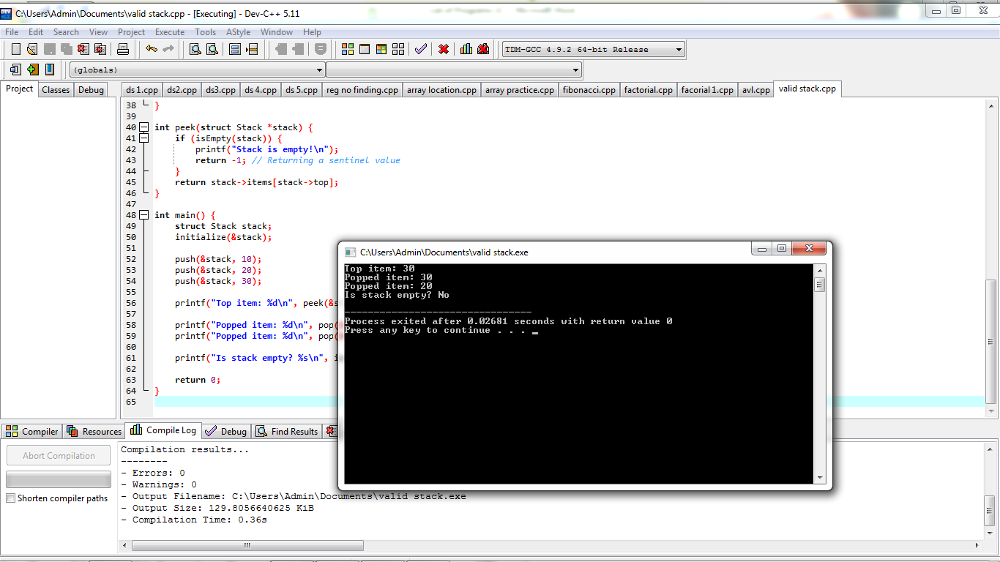 C:\Users\Admin\Documents\valid stack.cpp - [Executing] - Dev-C++ 5.11
File Edit Search View Project Execute Tools AStyle Window Help
TDM-GCC 4.9.2 64-bit Release
(globals)
Project Classes Debug
ds 1.cpp ds2.cpp ds3.cpp ds 4.cpp ds 5.cpp reg no finding.cpp array location.cpp array practice.cpp fibonacci.cpp factorial.cpp facorial 1.cpp avl.cpp valid stack.cpp
38 }
39
40 int peek(struct Stack *stack) {
41 if (isEmpty(stack)) {
42 printf("Stack is empty!\n");
43 return -1; // Returning a sentinel value
44 }
45 return stack->items[stack->top];
46 }
47
48 int main() {
49 struct Stack stack;
50 initialize(&stack);
51
52 push(&stack, 10);
53 push(&stack, 20);
54 push(&stack, 30);
55
56 printf("Top item: %d\n", peek(&s
57
58 printf("Popped item: %d\n", pop(
59 printf("Popped item: %d\n", pop(
60
61 printf("Is stack empty? %s\n", i
62
63 return 0;
64 }
65
C:\Users\Admin\Documents\valid stack.exe
Top item: 30
Popped item: 30
Popped item: 20
Is stack empty? No
--------------------------------
Process exited after 0.02681 seconds with return value 0
Press any key to continue . . . _
Compiler Resources Compile Log Debug Find Results
Abort Compilation
Shorten compiler paths
Compilation results...
--------
- Errors: 0
- Warnings: 0
- Output Filename: C:\Users\Admin\Documents\valid stack.exe
- Output Size: 129.8056640625 KiB
- Compilation Time: 0.36s